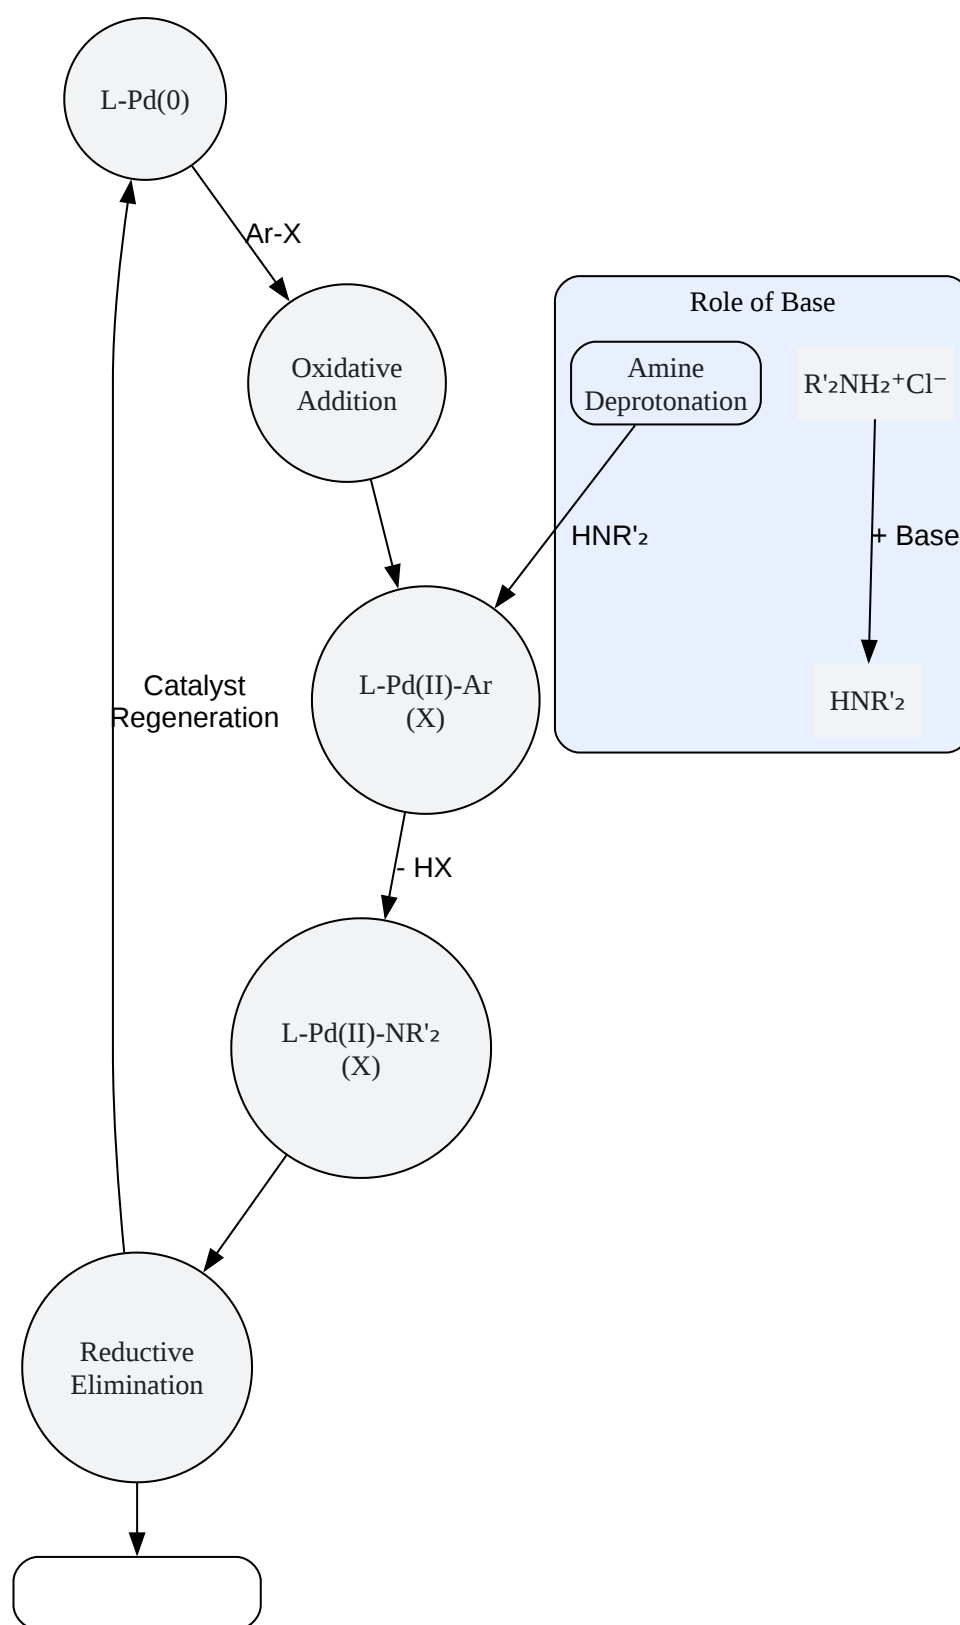 L-Pd(0)
Ar-X
Role of Base
Oxidative
Addition
Amine
Deprotonation
R'₂NH₂⁺Cl⁻
HNR'₂
+ Base
Catalyst
Regeneration
L-Pd(II)-Ar
(X)
HNR'₂
- HX
L-Pd(II)-NR'₂
(X)
Reductive
Elimination